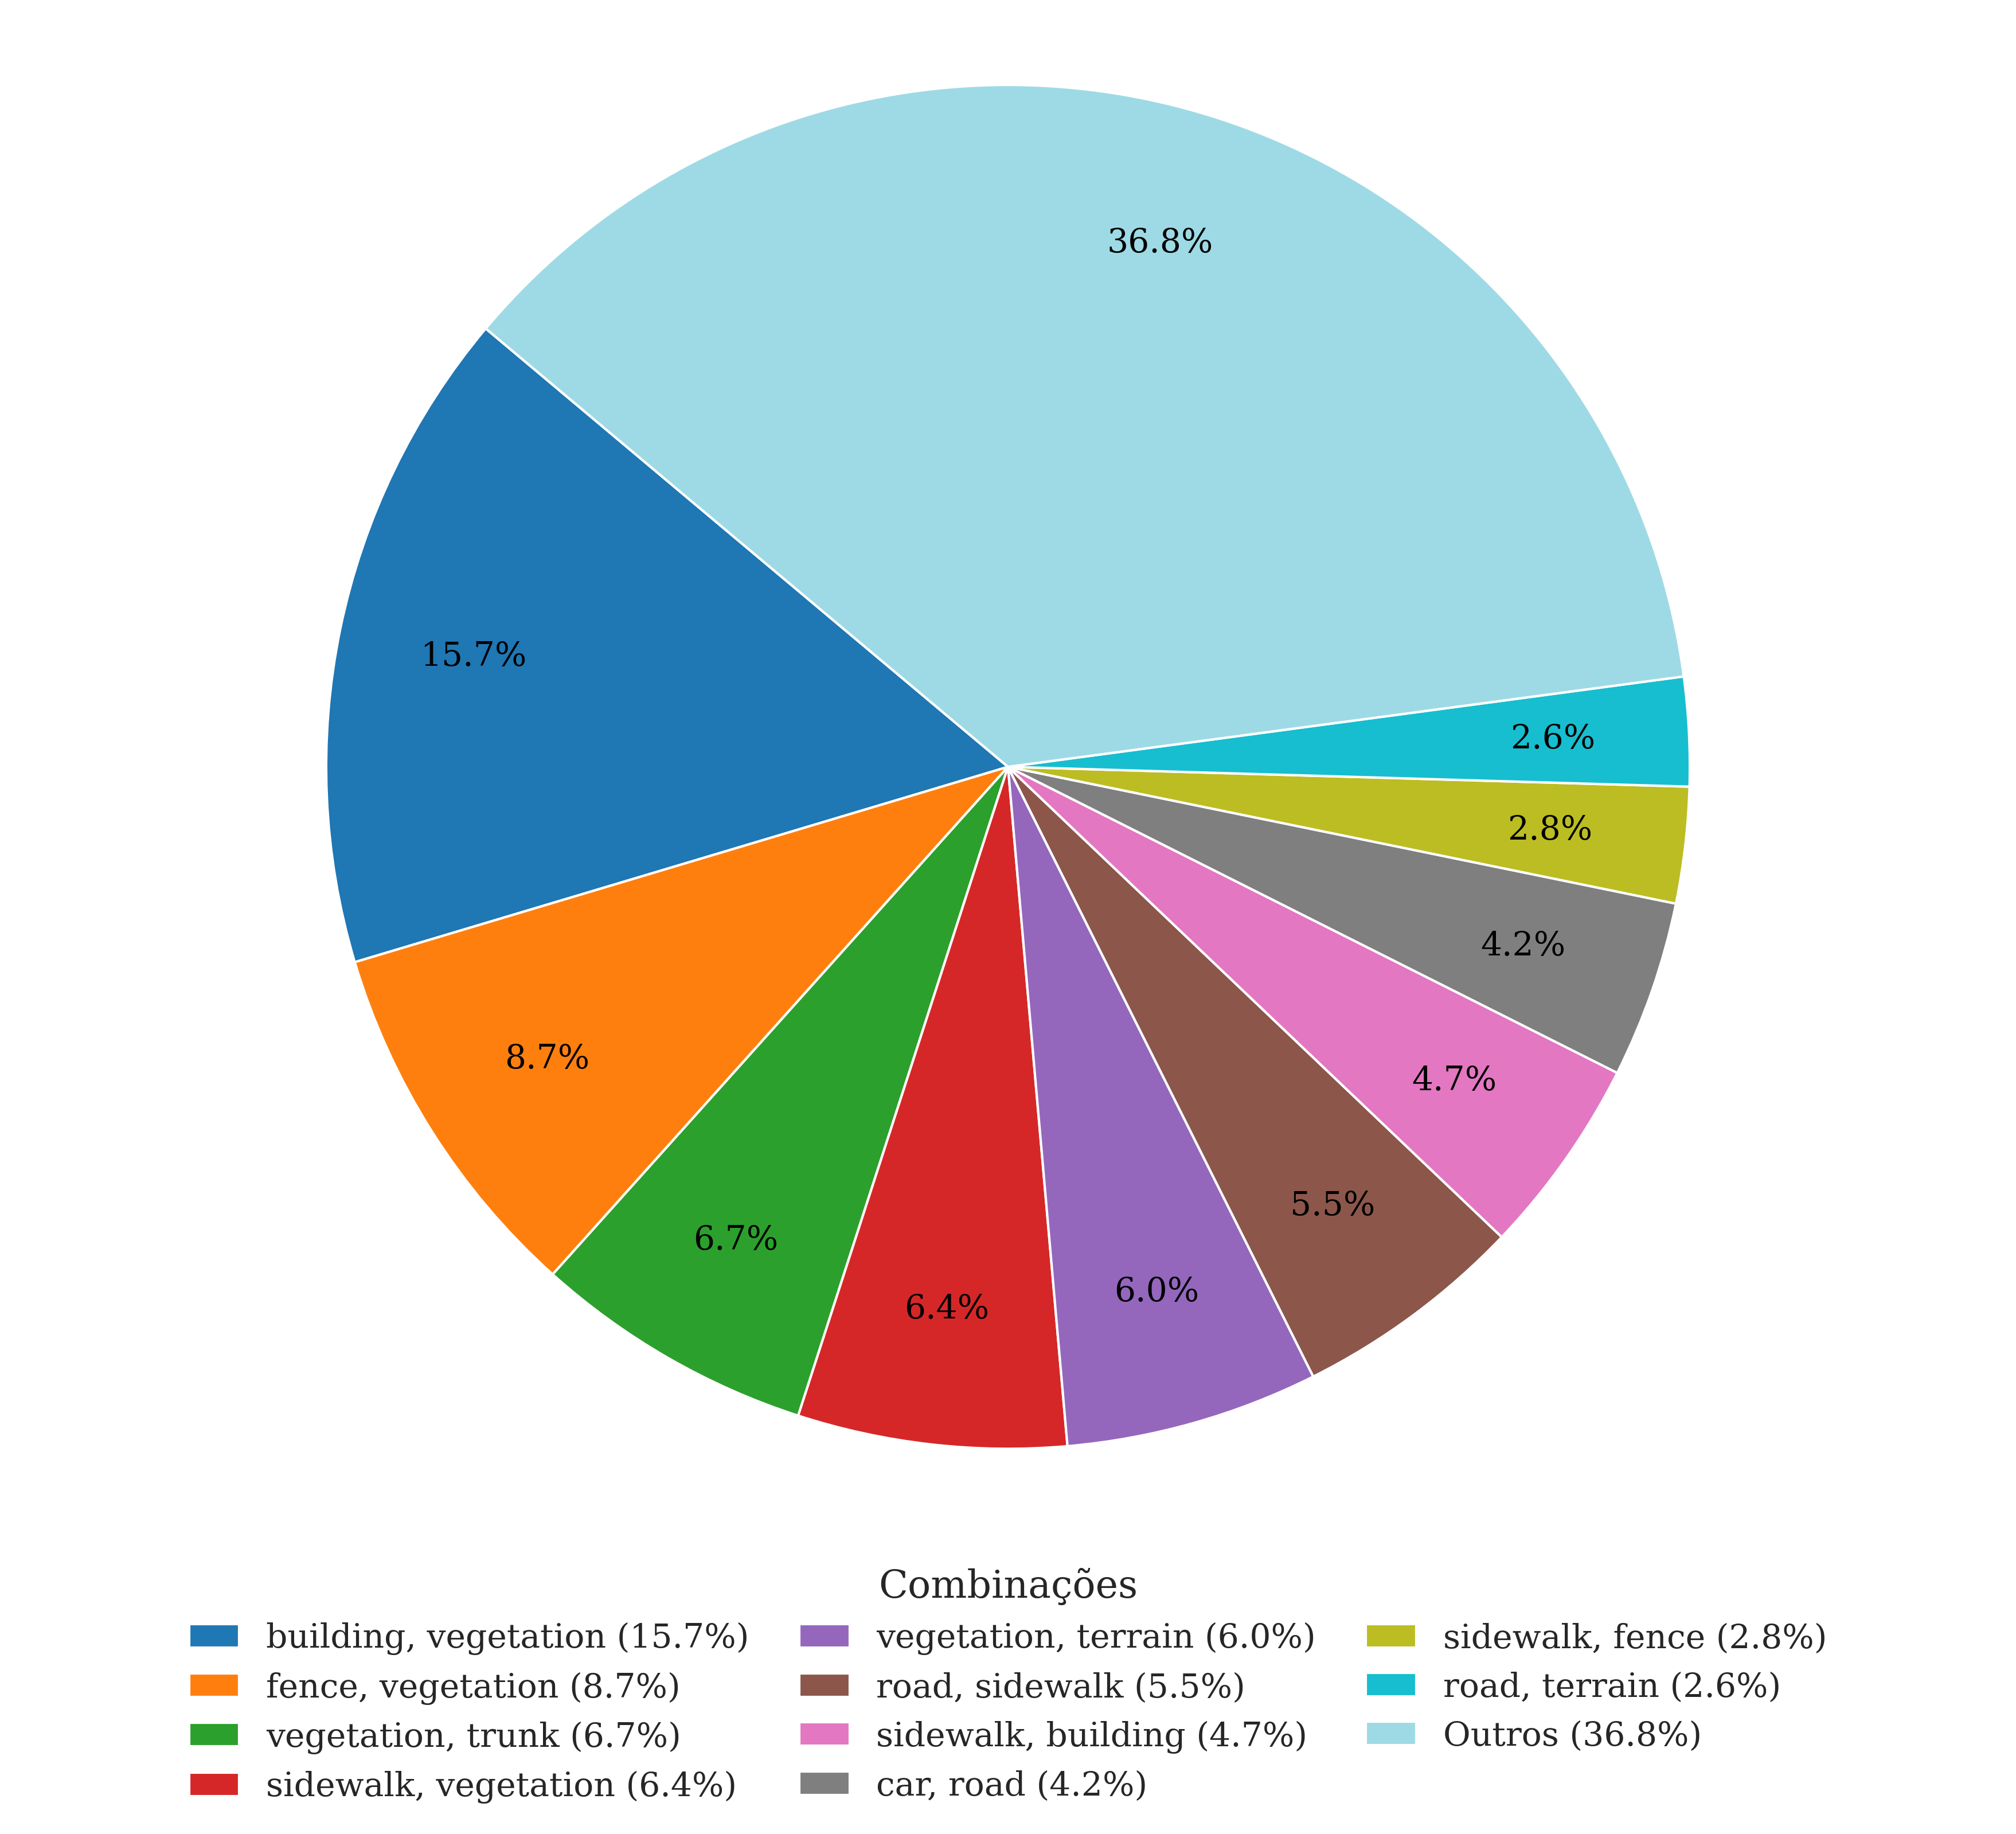 36.8%
15.7%
2.6%
2.8%
4.2%
8.7%
4.7%
5.5%
6.7%
6.0%
6.4%
Combinações
building, vegetation (15.7%)
fence, vegetation (8.7%)
vegetation, trunk (6.7%)
sidewalk, vegetation (6.4%)
vegetation, terrain (6.0%)
road, sidewalk (5.5%)
sidewalk, building (4.7%)
car, road (4.2%)
sidewalk, fence (2.8%)
road, terrain (2.6%)
Outros (36.8%)